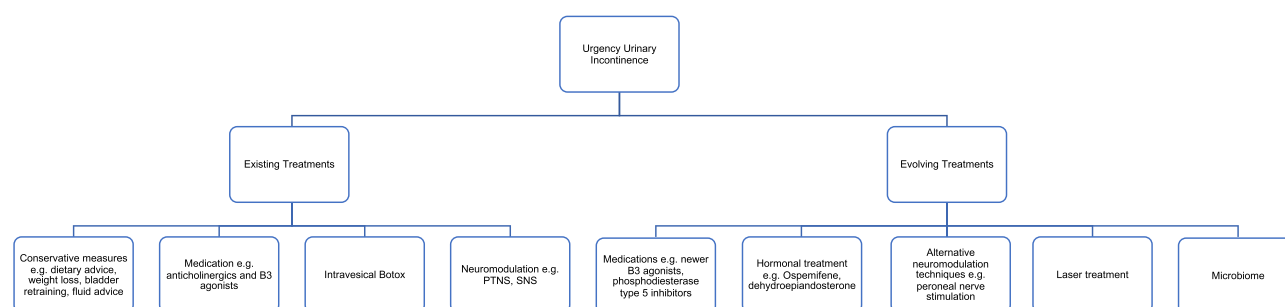 Urgency Urinary
Incontinence
Existing Treatments
Evolving Treatments
Conservative measures
e.g. dietary advice,
weight loss, bladder
retraining, fluid advice
Medication e.g.
anticholinergics and B3
agonists
Intravesical Botox
Neuromodulation e.g.
PTNS, SNS
Medications e.g. newer
B3 agonists,
phosphodiesterase
type 5 inhibitors
Hormonal treatment
e.g. Ospemifene,
dehydroepiandosterone
Alternative
neuromodulation
techniques e.g.
peroneal nerve
stimulation
Laser treatment
Microbiome